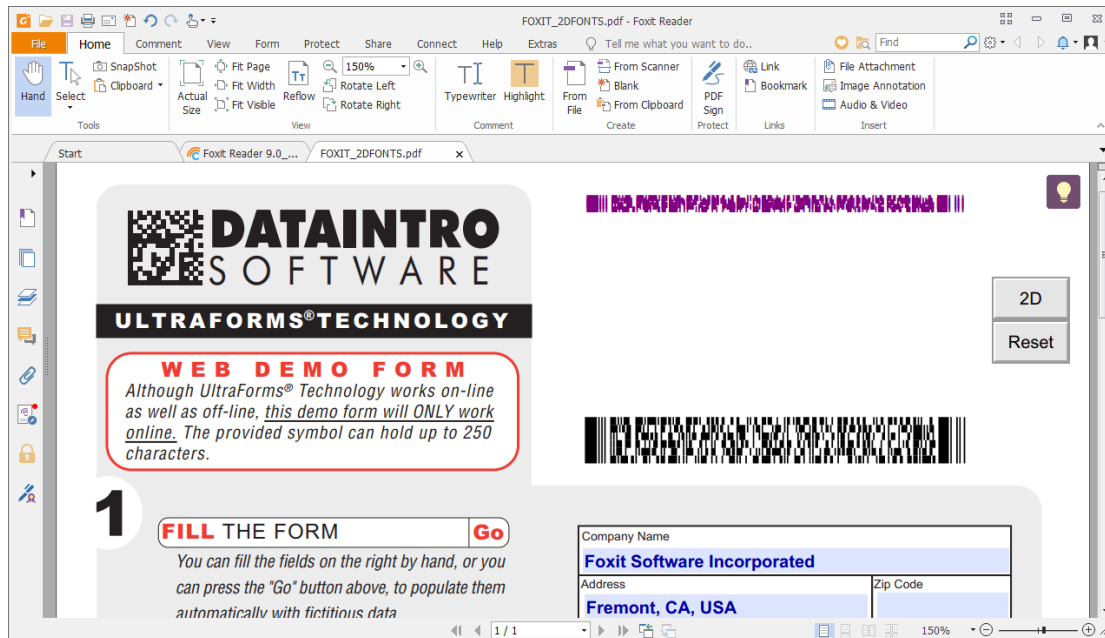 FOXIT_2DFONTS.pdf - Foxit Reader
File Home Comment View Form Protect Share Connect Help Extras Tell me what you want to do.. Find
Hand
Select
SnapShot
Clipboard
Tools
Actual Size
Fit Page
Fit Width
Fit Visible
Reflow
150%
Rotate Left
Rotate Right
View
Typewriter
Highlight
Comment
From File
From Scanner
Blank
From Clipboard
Create
PDF Sign
Protect
Link
Bookmark
Links
File Attachment
Image Annotation
Audio & Video
Insert
Start Foxit Reader 9.0_... FOXIT_2DFONTS.pdf x
DATAINTRO
SOFTWARE
ULTRAFORMS®TECHNOLOGY
WEB DEMO FORM
Although UltraForms® Technology works on-line
as well as off-line, this demo form will ONLY work
online. The provided symbol can hold up to 250
characters.
2D
Reset
1
FILL THE FORM Go
You can fill the fields on the right by hand, or you
can press the "Go" button above, to populate them
automatically with fictitious data
Company Name
Foxit Software Incorporated
Address Zip Code
Fremont, CA, USA
1 / 1
150%